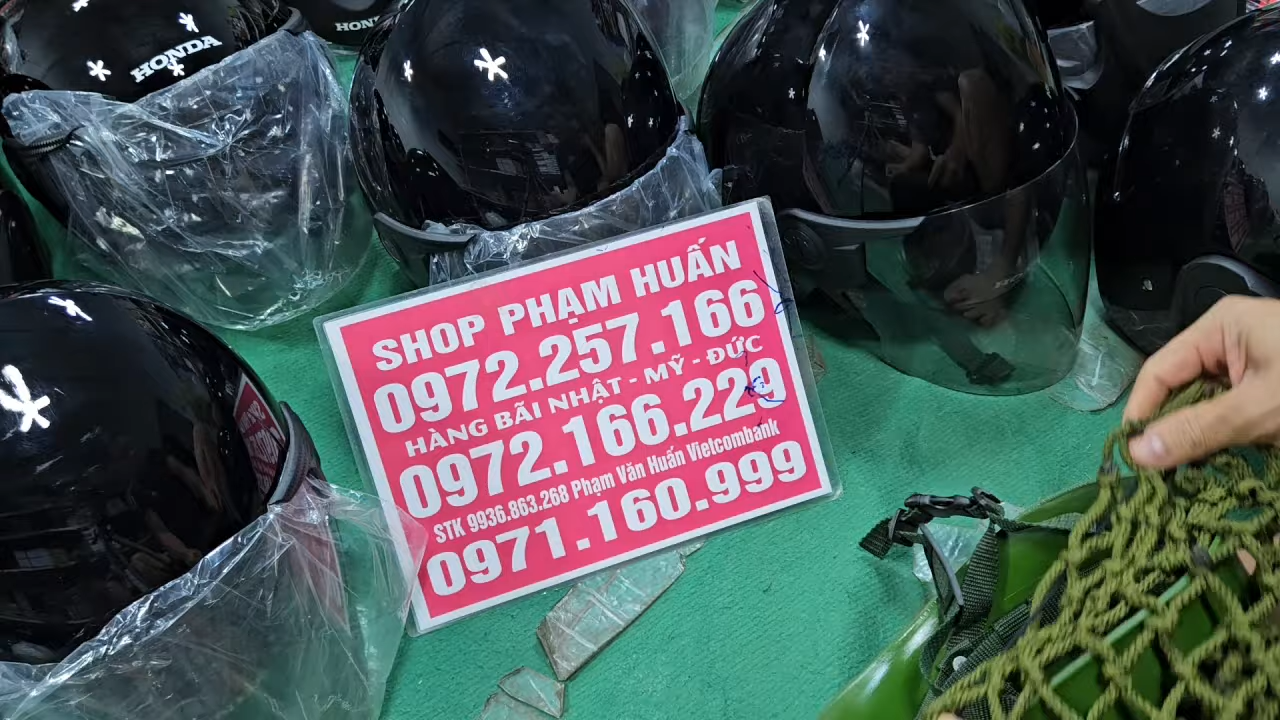 HONDA
HON
SHOP PHẠM HUẤN
0972.257.166
HÀNG BÃI NHẬT - MỸ - ĐỨC
0972.166.229
STK 9936.863.268 Phạm Văn Huấn Vietcombank
0971.160.999